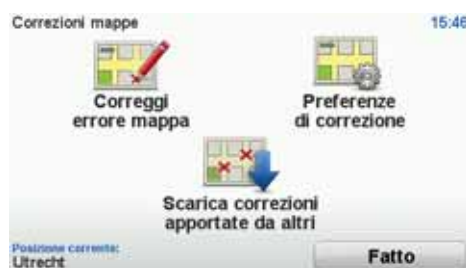 Correzioni mappe
15:46
Correggi
errore mappa
Preferenze
di correzione
Scarica correzioni
apportate da altri
Posizione corrente:
Utrecht
Fatto